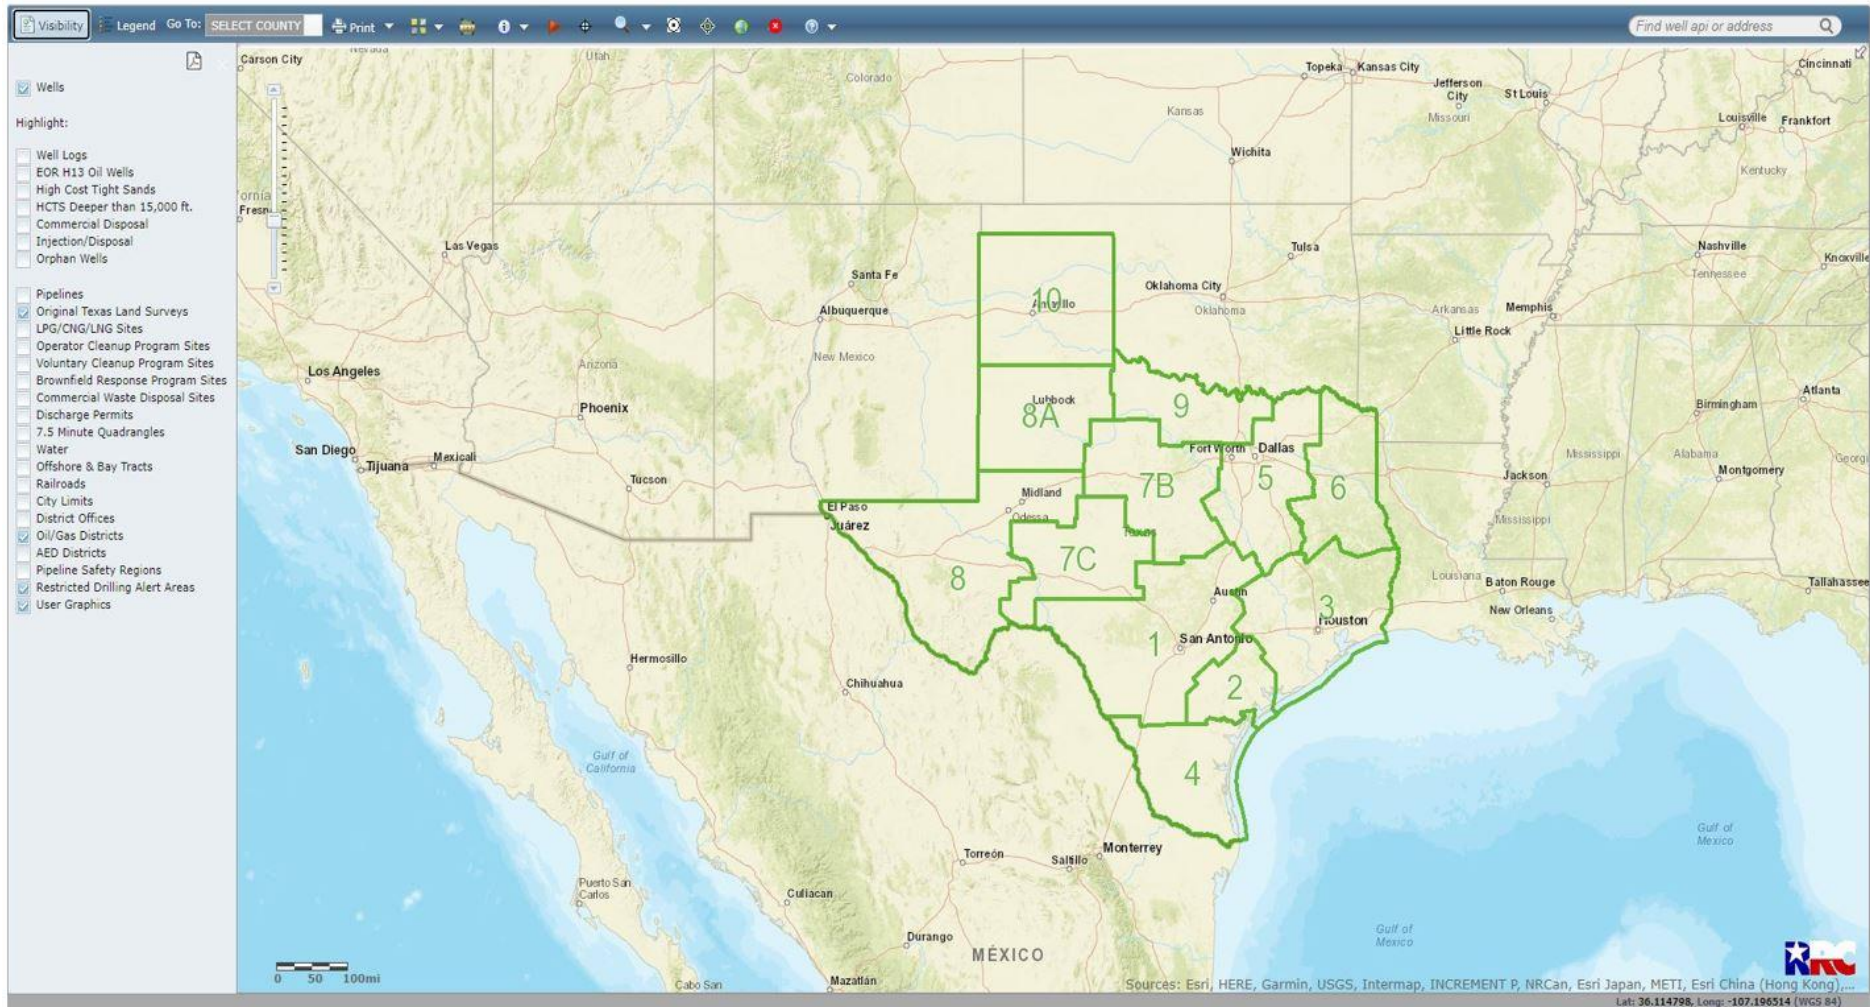 Visibility
Legend
Go To:
SELECT COUNTY
Print
Find well api or address
Wells
Highlight:
Well Logs
EOR H13 Oil Wells
High Cost Tight Sands
HCTS Deeper than 15,000 ft.
Commercial Disposal
Injection/Disposal
Orphan Wells
Pipelines
Original Texas Land Surveys
LPG/CNG/LNG Sites
Operator Cleanup Program Sites
Voluntary Cleanup Program Sites
Brownfield Response Program Sites
Commercial Waste Disposal Sites
Discharge Permits
7.5 Minute Quadrangles
Water
Offshore & Bay Tracts
Railroads
City Limits
District Offices
Oil/Gas Districts
AED Districts
Pipeline Safety Regions
Restricted Drilling Alert Areas
User Graphics
Carson City
Nevada
Utah
Colorado
Topeka
Kansas City
Cincinnati
Jefferson
City
St Louis
Kansas
Missouri
Louisville
Frankfort
Wichita
Kentucky
ornia
Fresn
Las Vegas
Tulsa
Nashville
Knoxville
Santa Fe
Tennessee
Oklahoma City
10
Amarillo
Albuquerque
Oklahoma
Arkansas
Memphis
Little Rock
New Mexico
Los Angeles
Arizona
Atlanta
Phoenix
Lubbock
8A
9
Birmingham
San Diego
Tijuana
Mexicali
Fort Worth
Dallas
Mississippi
Alabama
Georgi
Montgomery
Tucson
7B
5
6
Jackson
Midland
Odessa
El Paso
Juárez
Mississippi
Texas
7C
8
Louisiana
Baton Rouge
Tallahassee
Austin
3
New Orleans
Houston
1
San Antonio
Hermosillo
Chihuahua
2
Gulf of
California
4
Gulf of
Mexico
Torreón
Saltillo
Monterrey
Puerto San
Carlos
Culiacan
Gulf of
Mexico
Durango
MÉXICO
RRC
0 50 100mi
Cabo San
Mazatlán
Sources: Esri, HERE, Garmin, USGS, Intermap, INCREMENT P, NRCan, Esri Japan, METI, Esri China (Hong Kong),...
Lat: 36.114798, Long: -107.196514 (WGS 84)